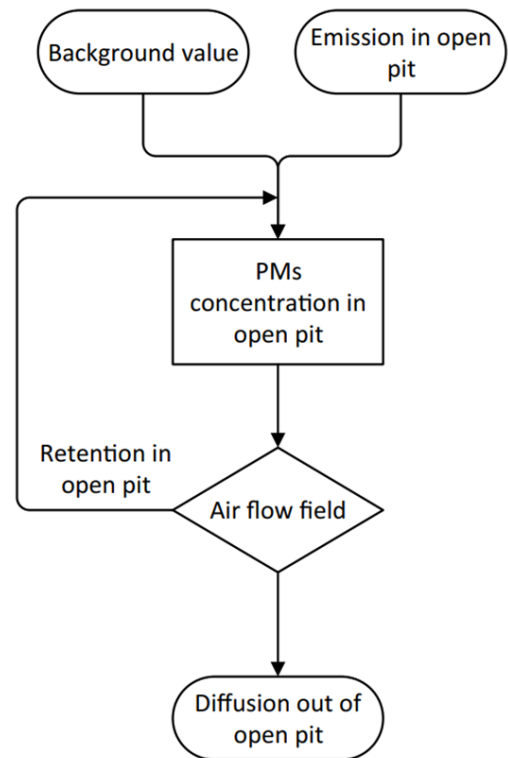 Background value
Emission in open
pit
PMs
concentration in
open pit
Retention in
open pit
Air flow field
Diffusion out of
open pit